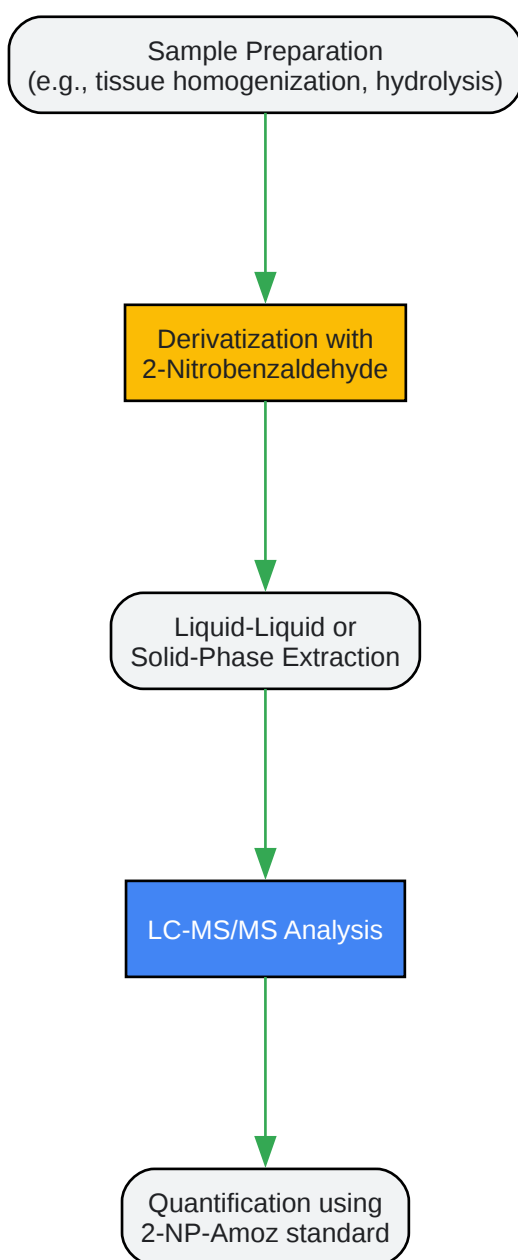 Sample Preparation
(e.g., tissue homogenization, hydrolysis)
Derivatization with
2-Nitrobenzaldehyde
Liquid-Liquid or
Solid-Phase Extraction
LC-MS/MS Analysis
Quantification using
2-NP-Amoz standard